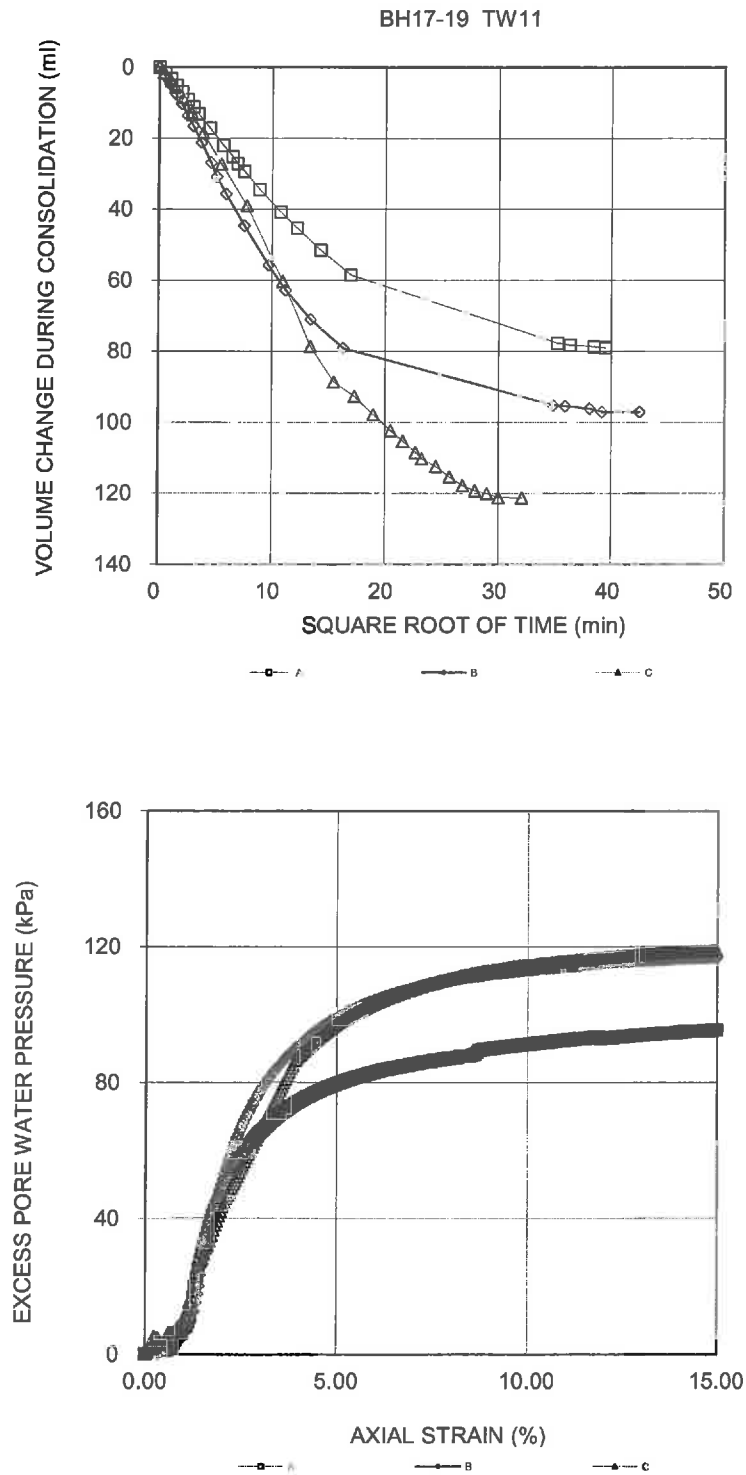 BH17-19 TW11
VOLUME CHANGE DURING CONSOLIDATION (ml)
0
20
40
60
80
100
120
140
0 10 20 30 40 50
SQUARE ROOT OF TIME (min)
A B C
EXCESS PORE WATER PRESSURE (kPa)
160
120
80
40
0
0.00 5.00 10.00 15.00
AXIAL STRAIN (%)
A B C